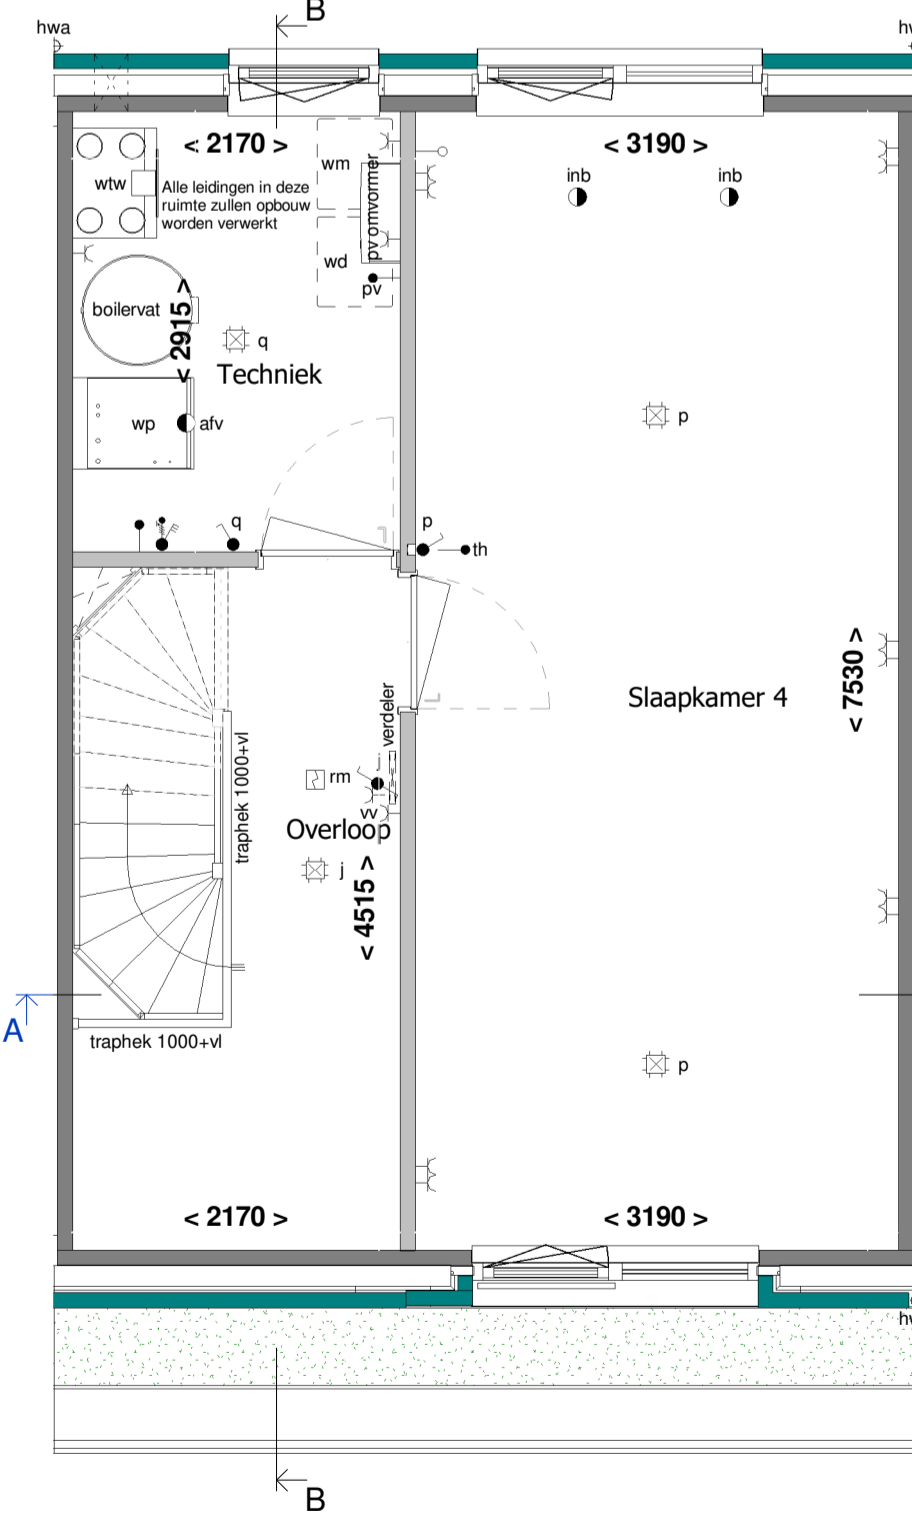 B
hwa
< 2170 >
< 3190 >
wm
pv omvormer
inb
inb
wtw
Alle leidingen in deze
ruimte zullen opbouw
worden verwerkt
wd
pv
boilervat
< 2915 >
q
Techniek
p
wp
afv
q
p
th
verdeler
Slaapkamer 4
< 7530 >
traphek 1000+vl
rm
vv
Overloop
j
< 4515 >
A
traphek 1000+vl
p
< 2170 >
< 3190 >
B